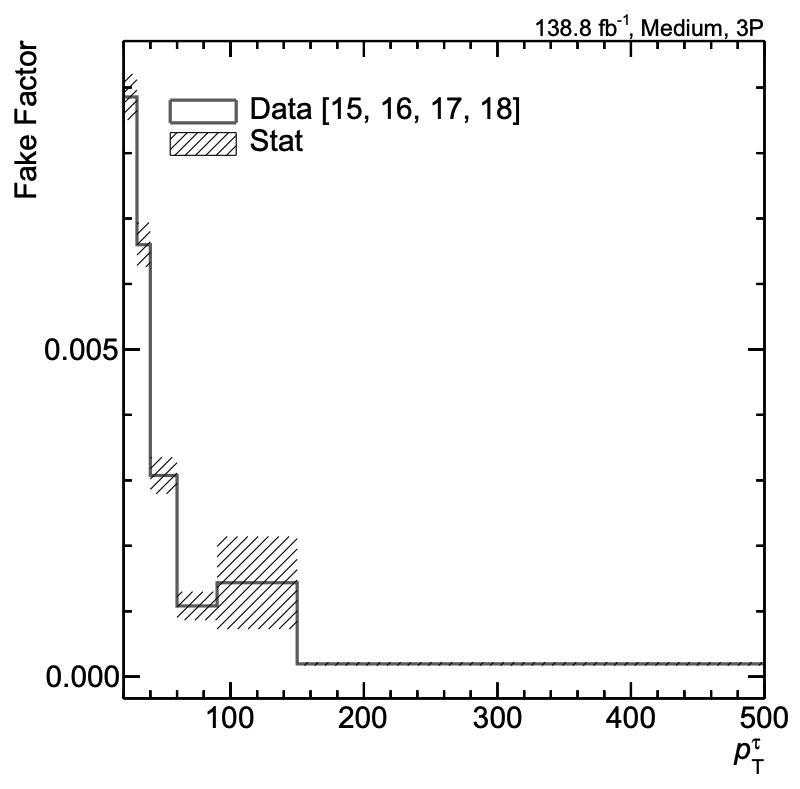 138.8 fb⁻¹, Medium, 3P
Fake Factor
Data [15, 16, 17, 18]
Stat
0.005
0.000
100 200 300 400 500
p_T^τ